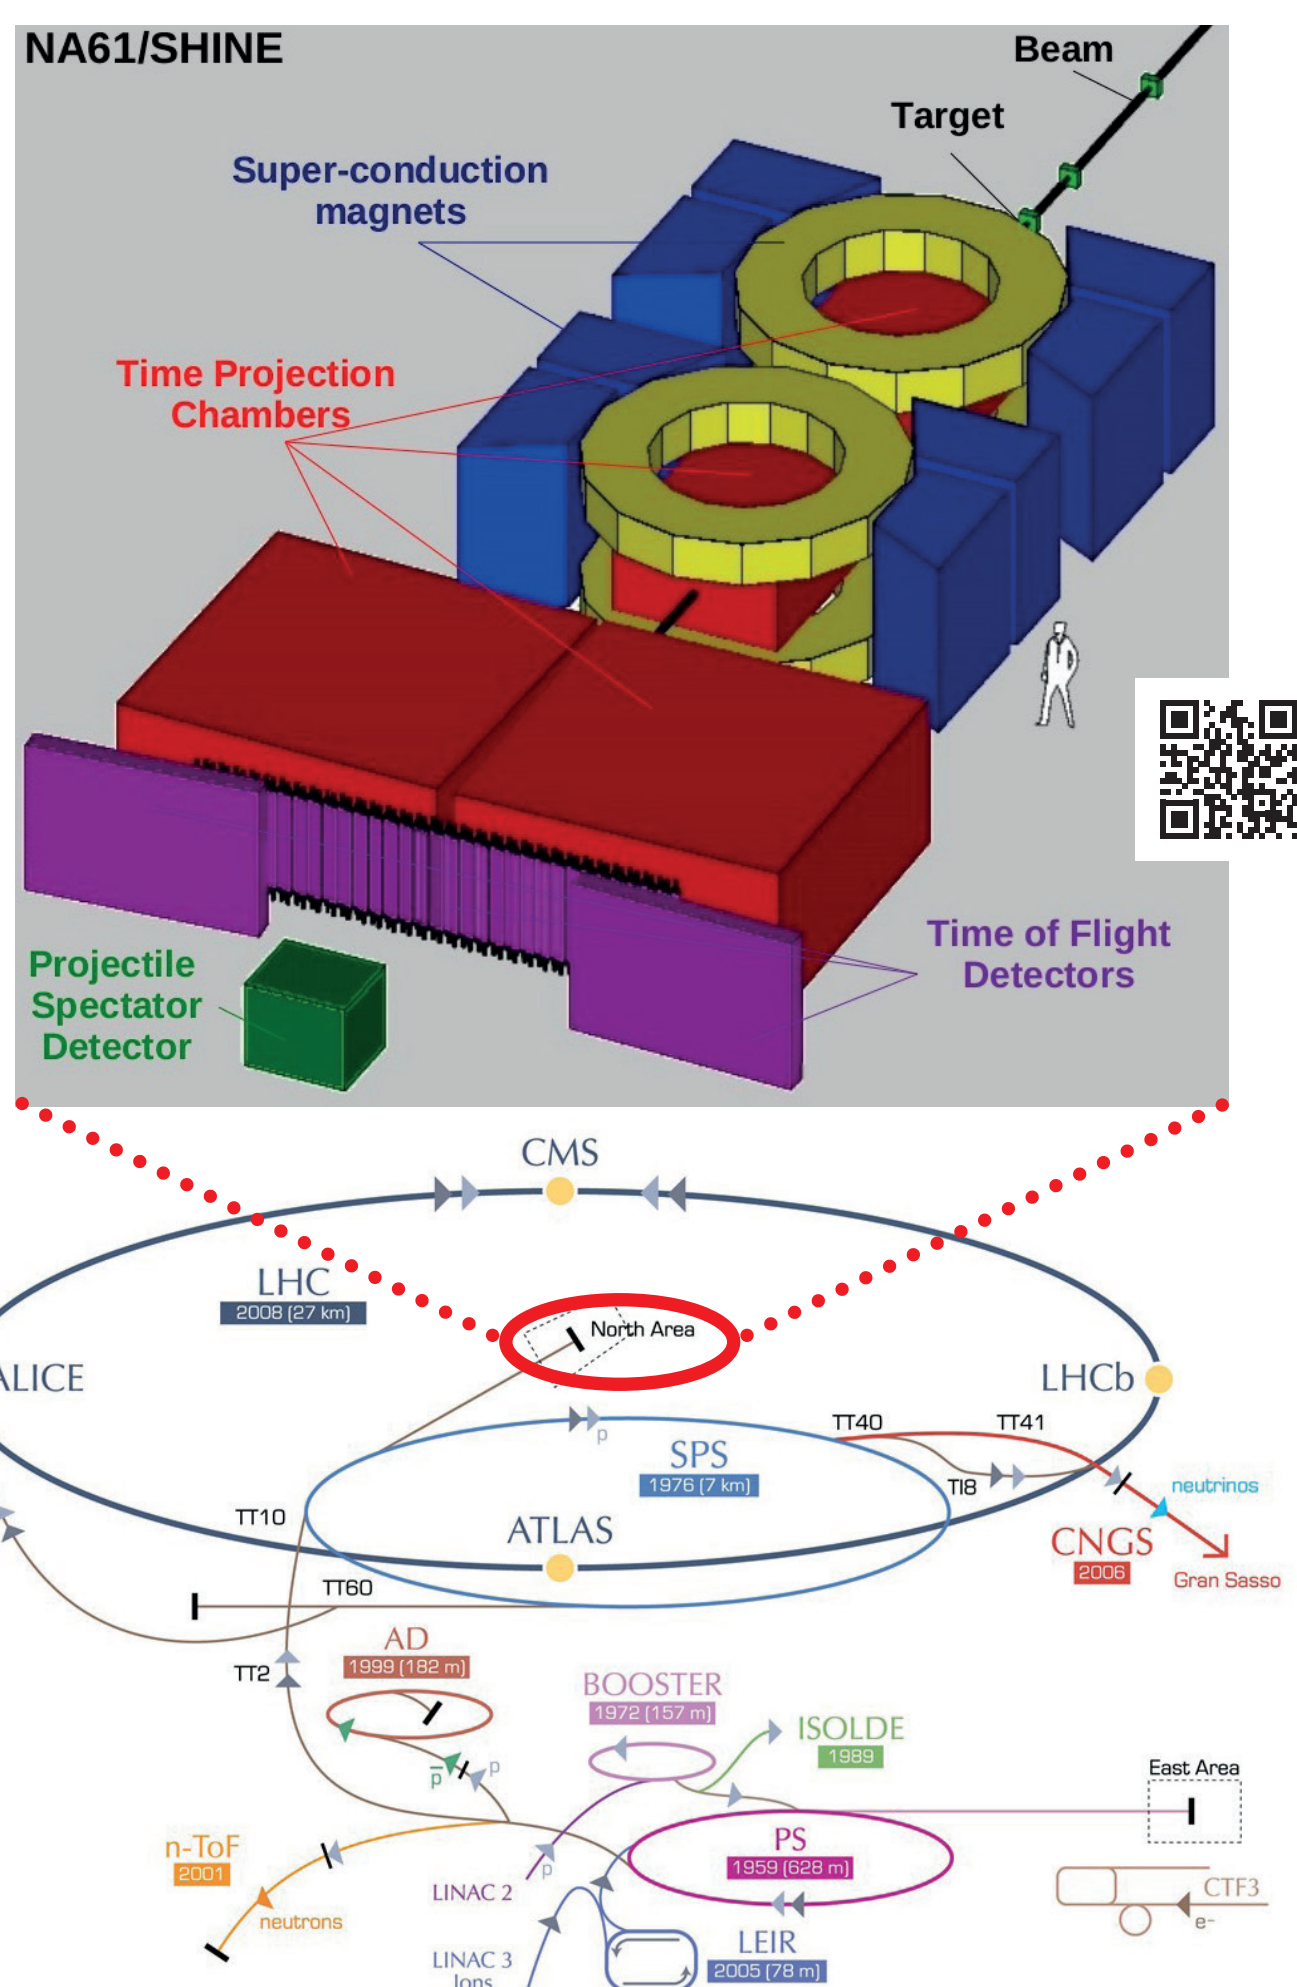 NA61/SHINE
Beam
Target
Super-conduction
magnets
Time Projection
Chambers
Time of Flight
Detectors
Projectile
Spectator
Detector
CMS
LHC
2008 (27 km)
North Area
ALICE
LHCb
TT40
TT41
p
SPS
1976 (7 km)
TI8
neutrinos
TT10
ATLAS
CNGS
2006
Gran Sasso
TT60
AD
1999 (182 m)
TT2
BOOSTER
1972 (157 m)
ISOLDE
1989
p̅
p
East Area
n-ToF
2001
PS
1959 (628 m)
p
LINAC 2
neutrons
CTF3
e-
LEIR
2005 (78 m)
LINAC 3
Ions